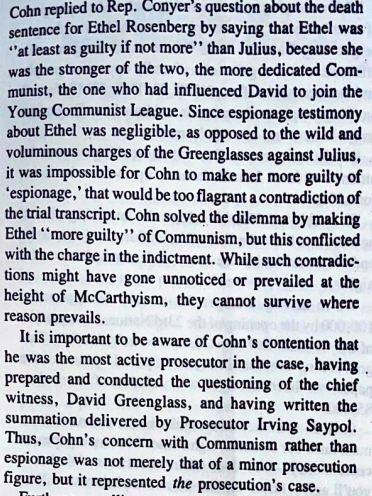 Cohn replied to Rep. Conyer's question about the death
sentence for Ethel Rosenberg by saying that Ethel was
"at least as guilty if not more" than Julius, because she
was the stronger of the two, the more dedicated Com-
munist, the one who had influenced David to join the
Young Communist League. Since espionage testimony
about Ethel was negligible, as opposed to the wild and
voluminous charges of the Greenglasses against Julius,
it was impossible for Cohn to make her more guilty of
'espionage,' that would be too flagrant a contradiction of
the trial transcript. Cohn solved the dilemma by making
Ethel "more guilty" of Communism, but this conflicted
with the charge in the indictment. While such contradic-
tions might have gone unnoticed or prevailed at the
height of McCarthyism, they cannot survive where
reason prevails.
It is important to be aware of Cohn's contention that
he was the most active prosecutor in the case, having
prepared and conducted the questioning of the chief
witness, David Greenglass, and having written the
summation delivered by Prosecutor Irving Saypol.
Thus, Cohn's concern with Communism rather than
espionage was not merely that of a minor prosecution
figure, but it represented the prosecution's case.